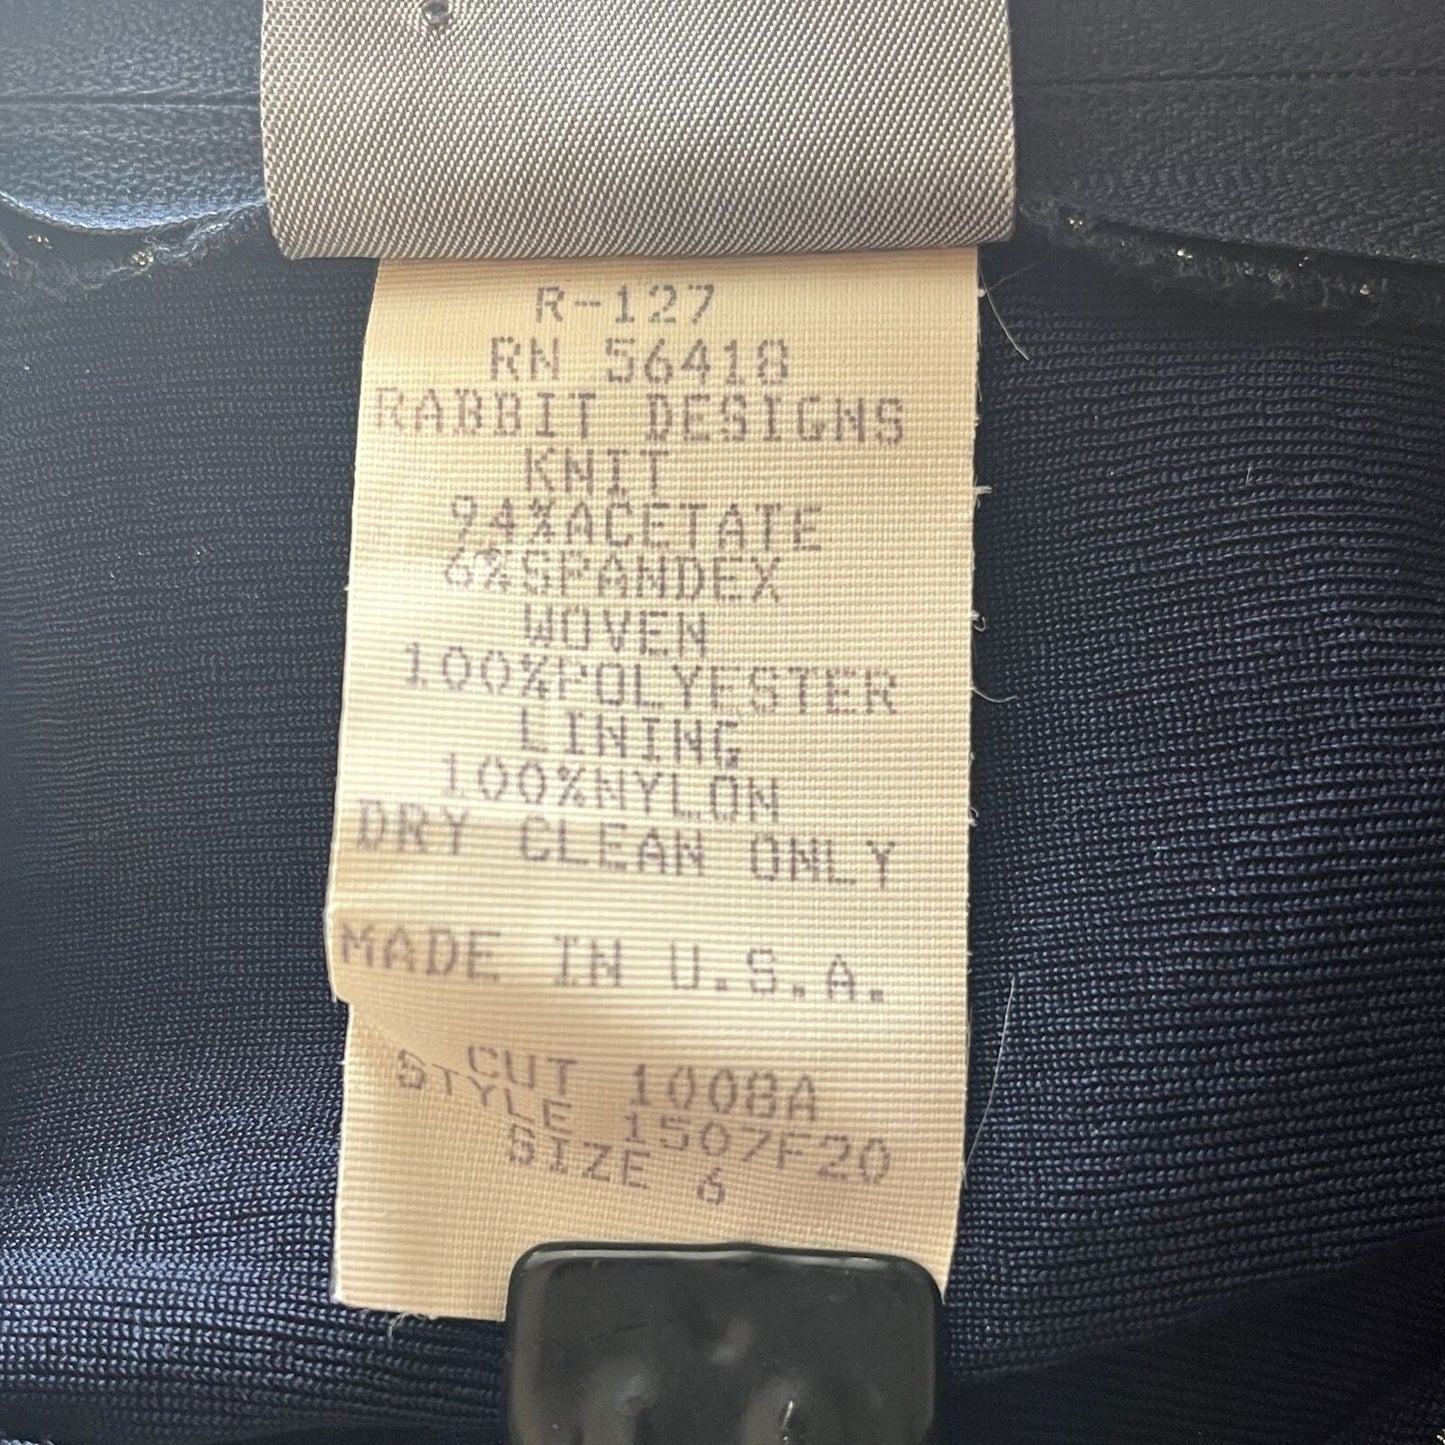 R-127
RN 56418
RABBIT DESIGNS
KNIT
94%ACETATE
6%SPANDEX
WOVEN
100%POLYESTER
LINING
100%NYLON
DRY CLEAN ONLY
MADE IN U.S.A.
CUT 1008A
STYLE 1507F20
SIZE 6